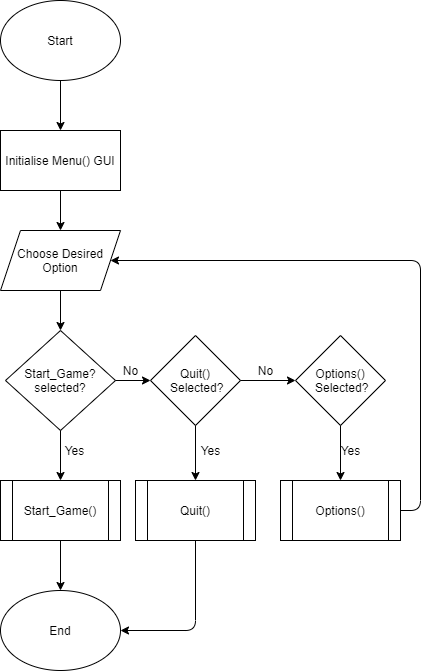 Start
Initialise Menu() GUI
Choose Desired
Option
Start_Game?
selected?
No
Quit()
Selected?
No
Options()
Selected?
Yes
Yes
Yes
Start_Game()
Quit()
Options()
End